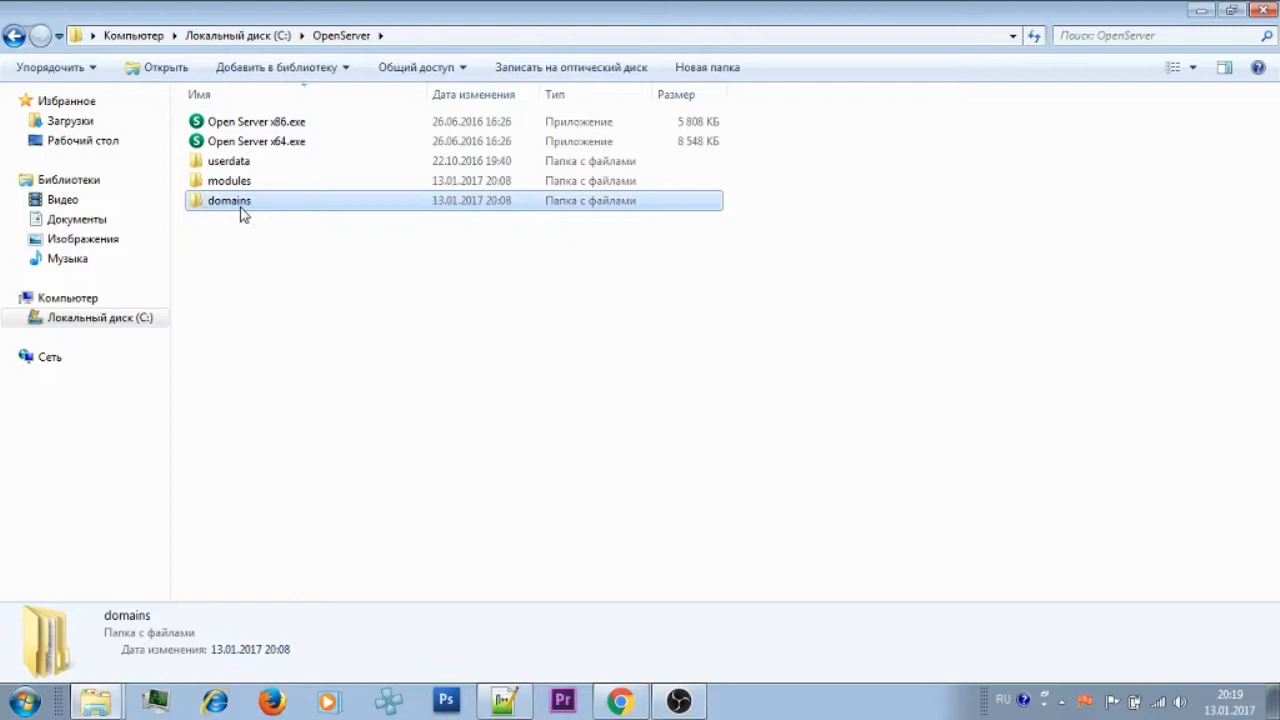 Компьютер Локальный диск (C:) OpenServer Поиск: OpenServer
Упорядочить Открыть Добавить в библиотеку Общий доступ Записать на оптический диск Новая папка
Избранное
Загрузки
Рабочий стол
Библиотеки
Видео
Документы
Изображения
Музыка
Компьютер
Локальный диск (C:)
Сеть
Имя Дата изменения Тип Размер
Open Server x86.exe 26.06.2016 16:26 Приложение 5 808 КБ
Open Server x64.exe 26.06.2016 16:26 Приложение 8 548 КБ
userdata 22.10.2016 19:40 Папка с файлами
modules 13.01.2017 20:08 Папка с файлами
domains 13.01.2017 20:08 Папка с файлами
domains
Папка с файлами
Дата изменения: 13.01.2017 20:08
Ps Pr RU 20:19
13.01.2017